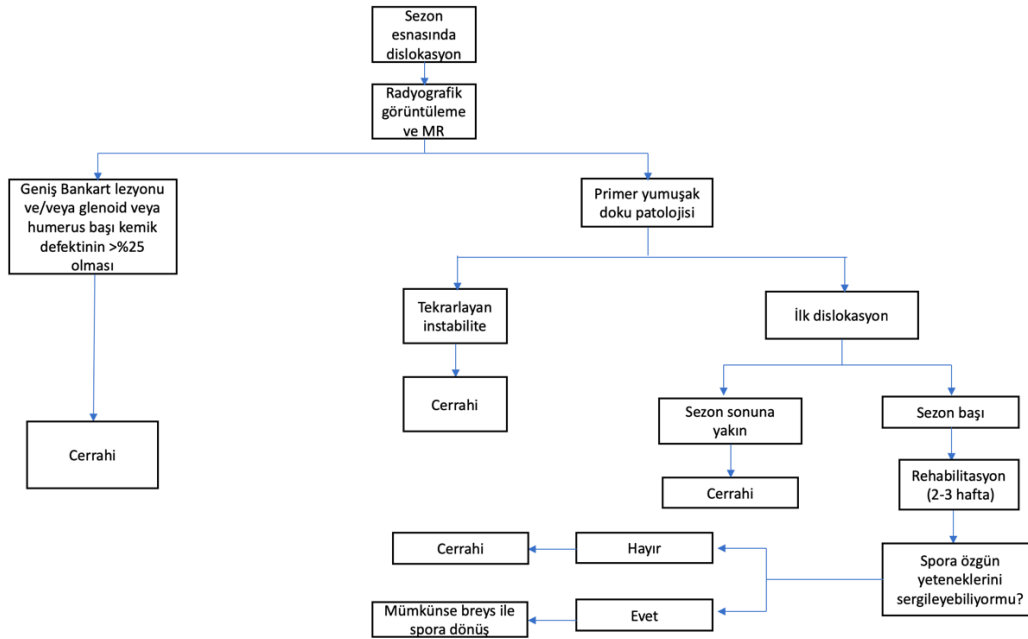 Sezon
esnasında
dislokasyon
Radyografik
görüntüleme
ve MR
Geniş Bankart lezyonu
ve/veya glenoid veya
humerus başı kemik
defektinin >%25
olması
Primer yumuşak
doku patolojisi
Tekrarlayan
instabilite
İlk dislokasyon
Cerrahi
Cerrahi
Sezon sonuna
yakın
Sezon başı
Cerrahi
Rehabilitasyon
(2-3 hafta)
Spora özgün
yeteneklerini
sergileyebiliyormu?
Hayır
Cerrahi
Evet
Mümkünse breys ile
spora dönüş